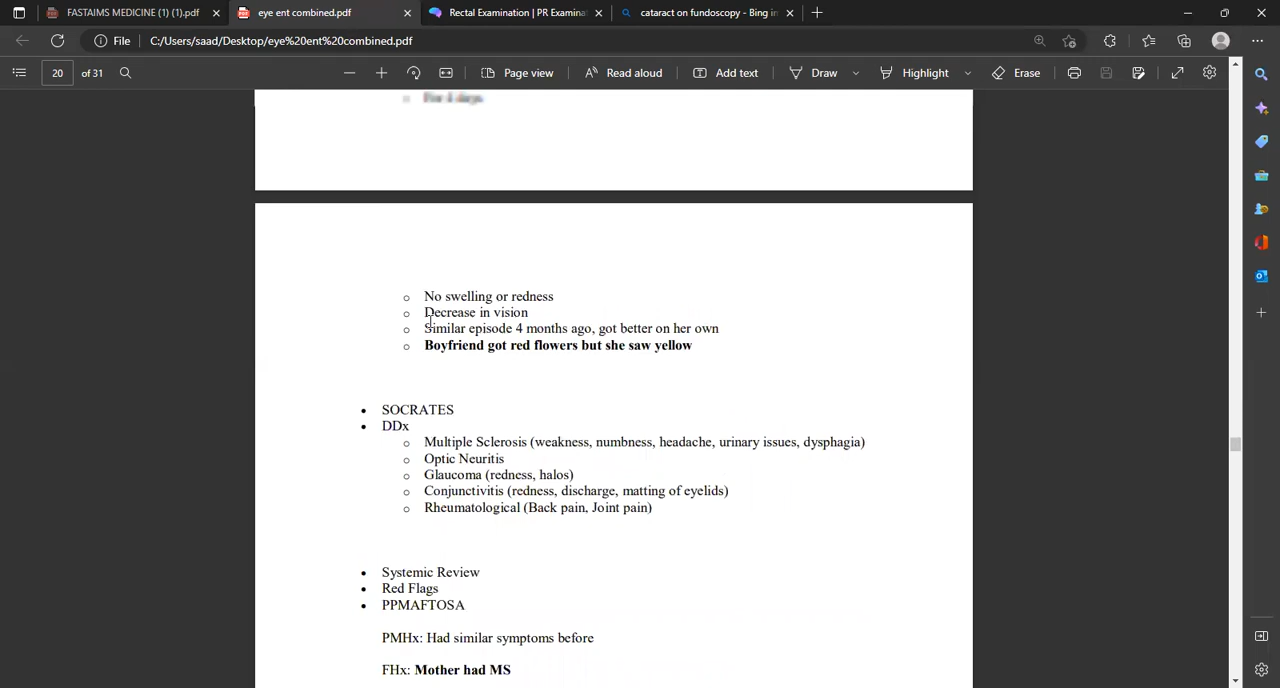 FASTAIMS MEDICINE (1) (1).pdf
eye ent combined.pdf
Rectal Examination | PR Examina
cataract on fundoscopy - Bing in
File C:/Users/saad/Desktop/eye%20ent%20combined.pdf
20 of 31 Page view Read aloud Add text Draw Highlight Erase
For 4 days
No swelling or redness
Decrease in vision
Similar episode 4 months ago, got better on her own
Boyfriend got red flowers but she saw yellow
SOCRATES
DDx
Multiple Sclerosis (weakness, numbness, headache, urinary issues, dysphagia)
Optic Neuritis
Glaucoma (redness, halos)
Conjunctivitis (redness, discharge, matting of eyelids)
Rheumatological (Back pain, Joint pain)
Systemic Review
Red Flags
PPMAFTOSA
PMHx: Had similar symptoms before
FHx: Mother had MS